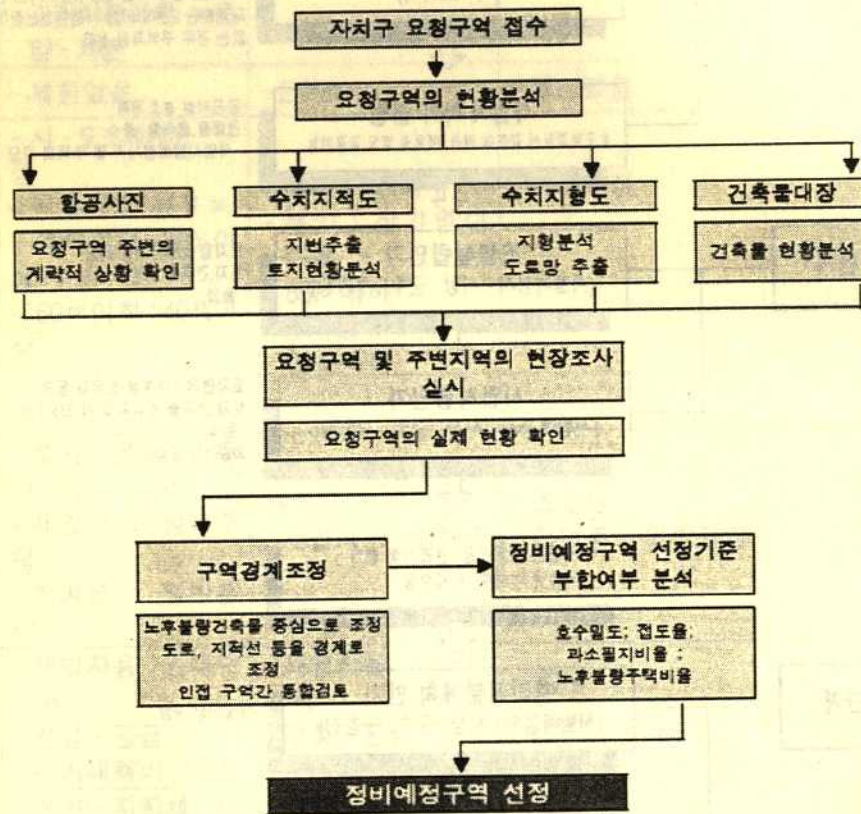 자치구 요청구역 접수
요청구역의 현황분석
항공사진
요청구역 주변의
계략적 상황 확인
수치지적도
지번추출
토지현황분석
수치지형도
지형분석
도로망 추출
건축물대장
건축물 현황분석
요청구역 및 주변지역의 현장조사
실시
요청구역의 실제 현황 확인
구역경계조정
노후불량건축물 중심으로 조정
도로, 지적선 등을 경계로
조정
인접 구역간 통합검토
정비예정구역 선정기준
부합여부 분석
호수밀도; 접도율;
과소필지비율 ;
노후불량주택비율
정비예정구역 선정